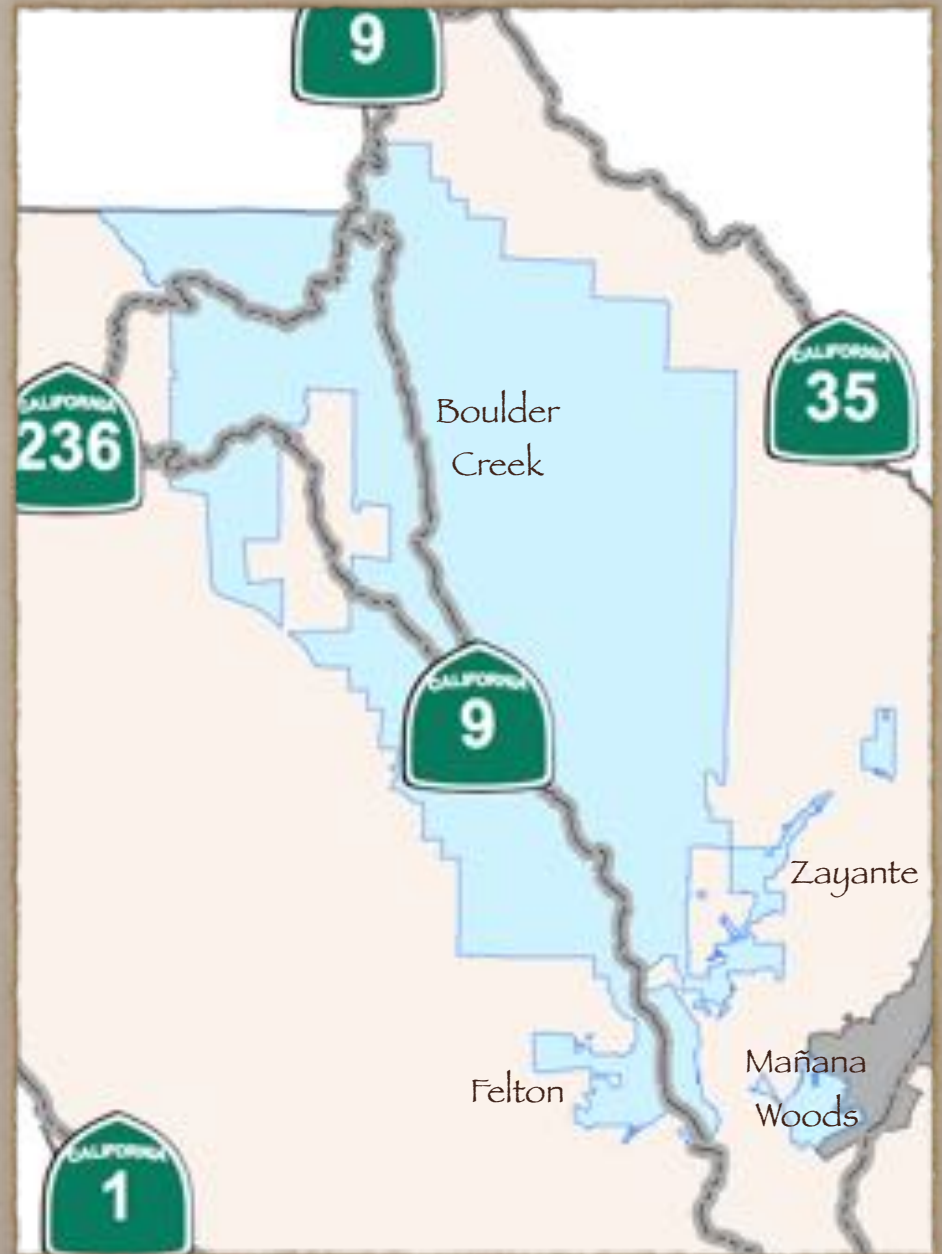 9
CALIFORNIA
35
CALIFORNIA
236
Boulder
Creek
CALIFORNIA
9
Zayante
Mañana
Woods
Felton
CALIFORNIA
1